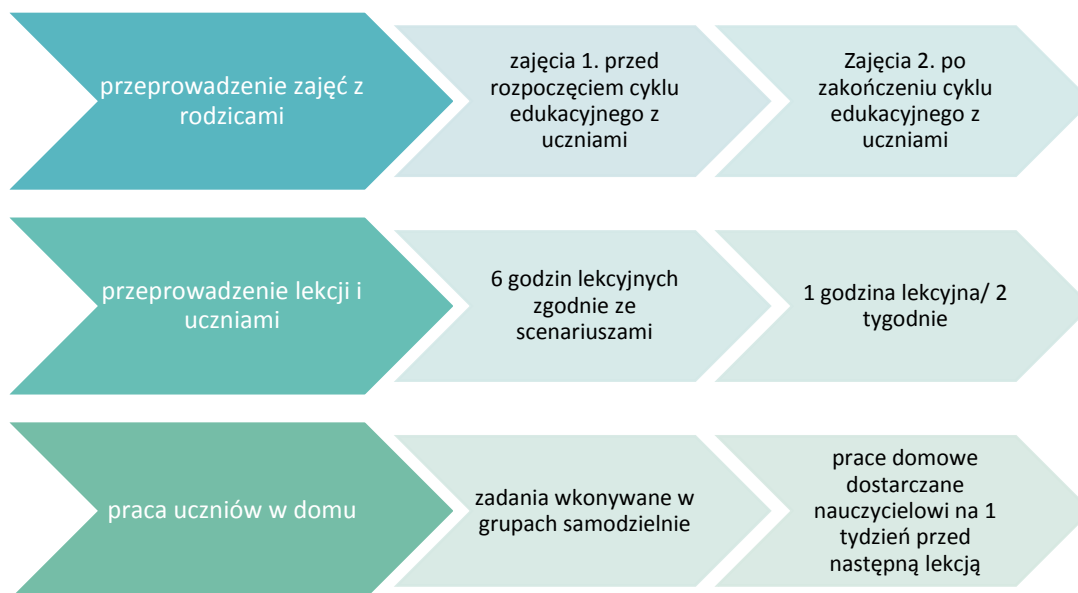 przeprowadzenie zajęć z
rodzicami
zajęcia 1. przed
rozpoczęciem cyklu
edukacyjnego z
uczniami
Zajęcia 2. po
zakończeniu cyklu
edukacyjnego z
uczniami
przeprowadzenie lekcji i
uczniami
6 godzin lekcyjnych
zgodnie ze
scenariuszami
1 godzina lekcyjna/ 2
tygodnie
praca uczniów w domu
zadania wkonywane w
grupach samodzielnie
prace domowe
dostarczane
nauczycielowi na 1
tydzień przed
następną lekcją